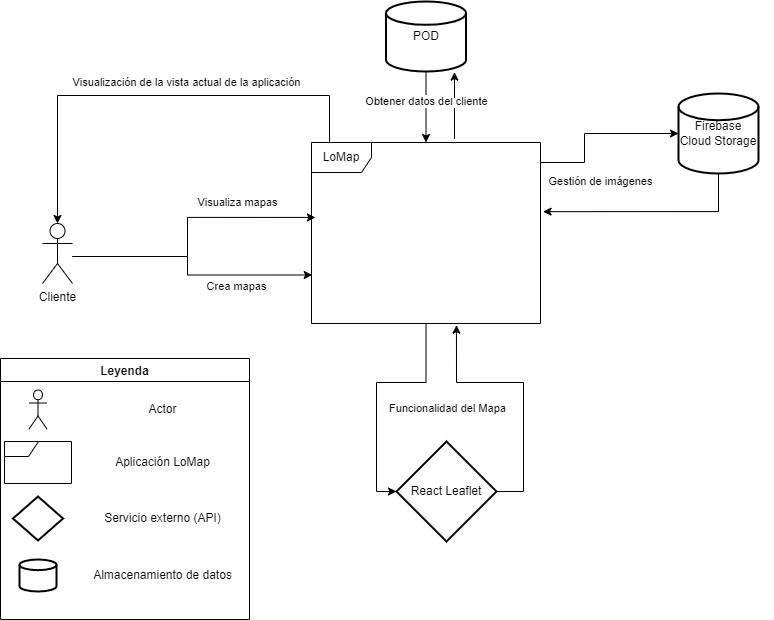 POD
Visualización de la vista actual de la aplicación
Obtener datos del cliente
Firebase
Cloud Storage
LoMap
Gestión de imágenes
Visualiza mapas
Crea mapas
Cliente
Leyenda
Actor
Aplicación LoMap
Servicio externo (API)
Almacenamiento de datos
Funcionalidad del Mapa
React Leaflet